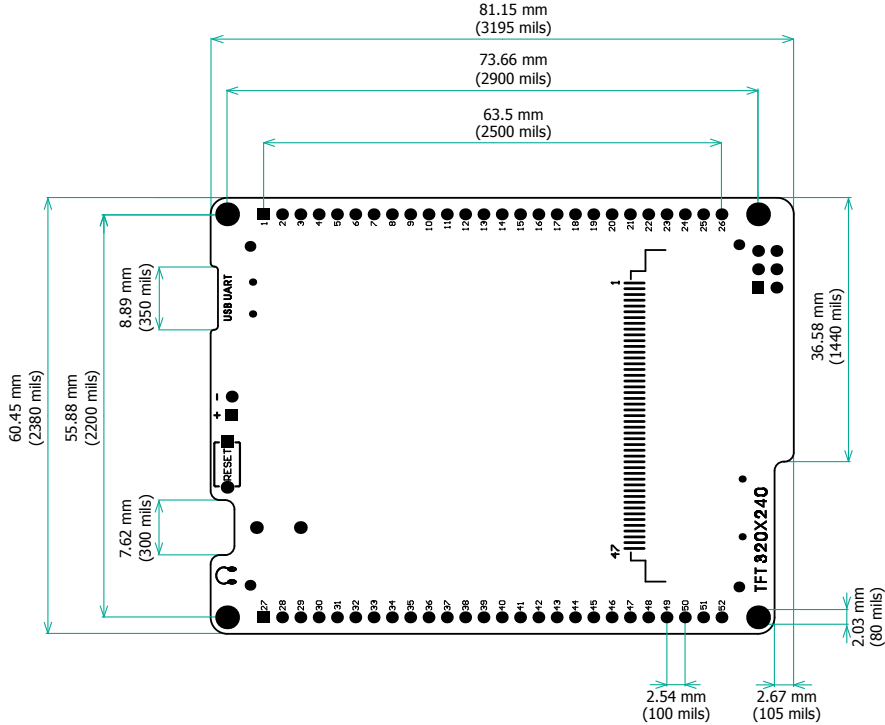 81.15 mm
(3195 mils)
73.66 mm
(2900 mils)
63.5 mm
(2500 mils)
1 2 3 4 5 6 7 8 9 10 11 12 13 14 15 16 17 18 19 20 21 22 23 24 25 26
8.89 mm
(350 mils)
USB UART
1
36.58 mm
(1440 mils)
60.45 mm
(2380 mils)
55.88 mm
(2200 mils)
-
+
RESET
7.62 mm
(300 mils)
47
TFT 320X240
27 28 29 30 31 32 33 34 35 36 37 38 39 40 41 42 43 44 45 46 47 48 49 50 51 52
2.03 mm
(80 mils)
2.54 mm
(100 mils)
2.67 mm
(105 mils)